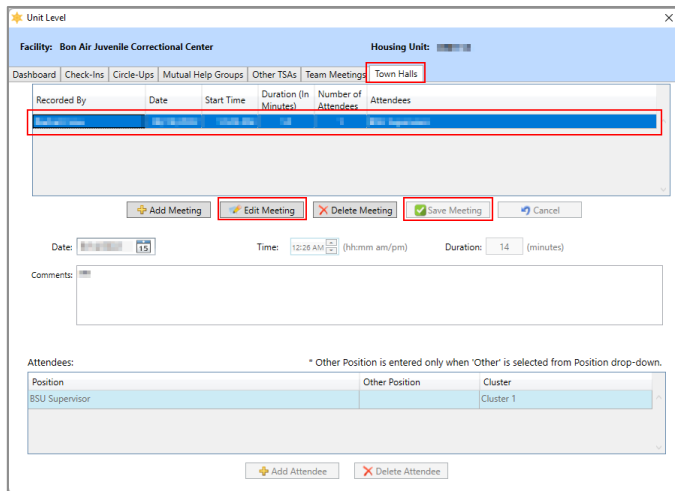 Unit Level
Facility: Bon Air Juvenile Correctional Center Housing Unit:
Dashboard Check-Ins Circle-Ups Mutual Help Groups Other TSAs Team Meetings Town Halls
Recorded By Date Start Time Duration (In Minutes) Number of Attendees Attendees
Add Meeting Edit Meeting Delete Meeting Save Meeting Cancel
Date: 15 Time: 12:26 AM (hh:mm am/pm) Duration: 14 (minutes)
Comments:
Attendees: * Other Position is entered only when 'Other' is selected from Position drop-down.
Position Other Position Cluster
BSU Supervisor Cluster 1
Add Attendee Delete Attendee